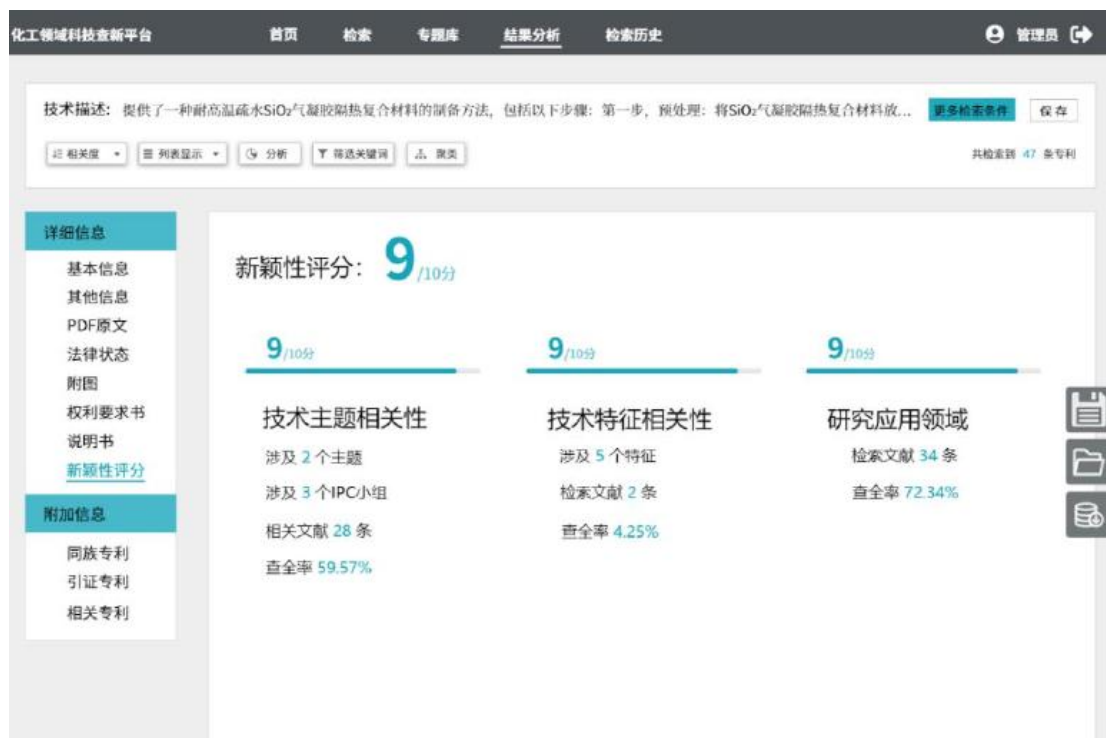 化工领域科技查新平台 首页 检索 专题库 结果分析 检索历史 管理员
技术描述：提供了一种耐高温疏水SiO₂气凝胶隔热复合材料的制备方法，包括以下步骤：第一步，预处理：将SiO₂气凝胶隔热复合材料放... 更多检索条件 保存
相关度 列表显示 分析 筛选关键词 聚类 共检索到 47 条专利
详细信息
基本信息
其他信息
PDF原文
法律状态
附图
权利要求书
说明书
新颖性评分
附加信息
同族专利
引证专利
相关专利
新颖性评分：9/10分
9/10分
技术主题相关性
涉及 2 个主题
涉及 3 个IPC小组
相关文献 28 条
查全率 59.57%
9/10分
技术特征相关性
涉及 5 个特征
检索文献 2 条
查全率 4.25%
9/10分
研究应用领域
检索文献 34 条
查全率 72.34%